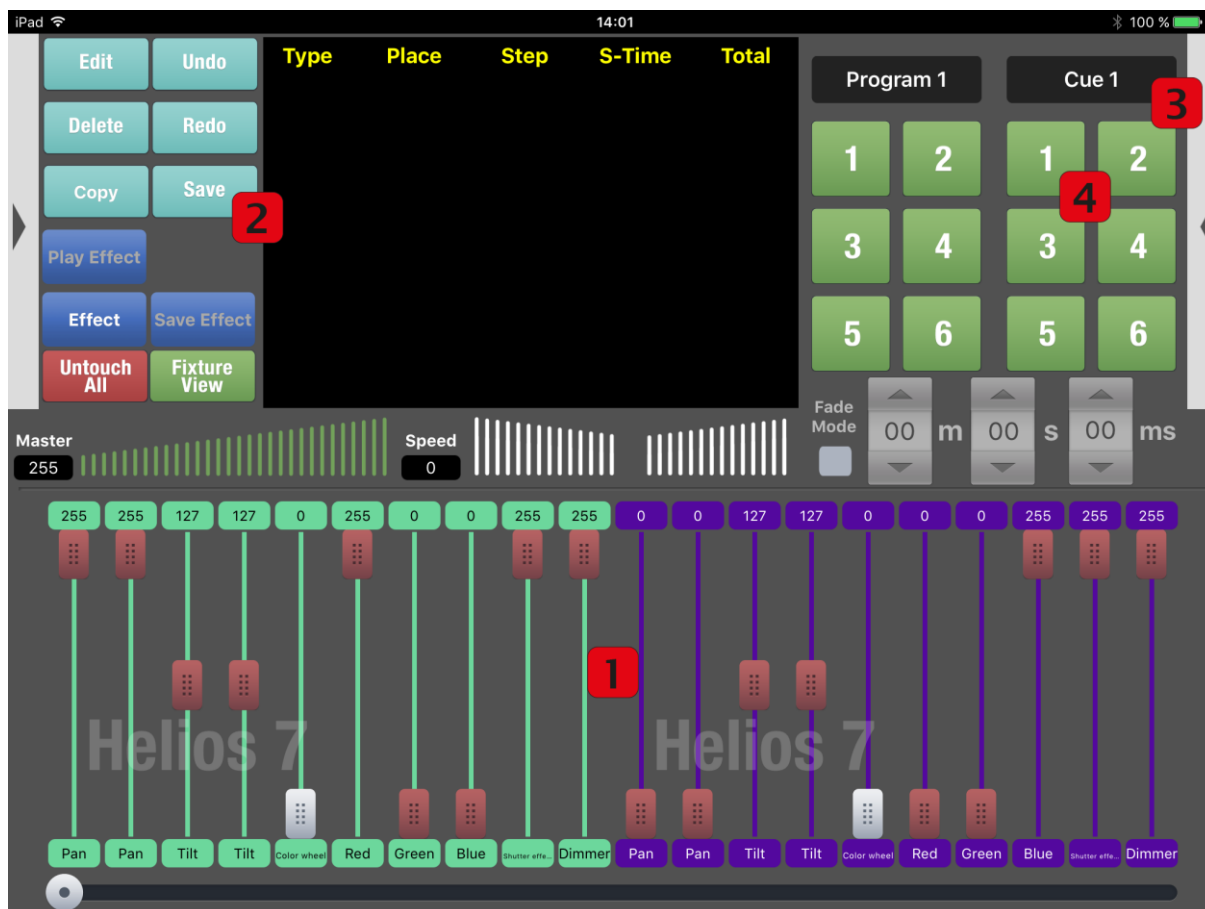 iPad 14:01 100 %
Edit Undo Type Place Step S-Time Total
Program 1 Cue 1
3
Delete Redo
1 2 1 2
Copy Save
2
4
Play Effect
3 4 3 4
Effect Save Effect
5 6 5 6
Untouch All Fixture View
Fade Mode
00 m 00 s 00 ms
Master Speed
255 0
255 255 127 127 0 255 0 0 255 255 0 0 127 127 0 0 0 255 255 255
1
Helios 7 Helios 7
Pan Pan Tilt Tilt Color wheel Red Green Blue Shutter effe... Dimmer Pan Pan Tilt Tilt Color wheel Red Green Blue Shutter effe... Dimmer